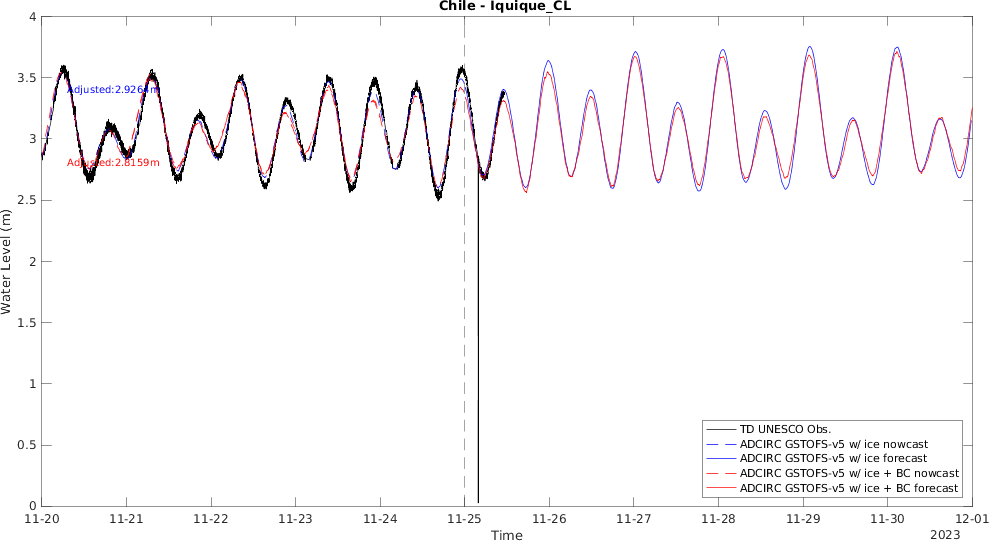 Chile - Iquique_CL
4
3.5
3
2.5
2
1.5
1
0.5
0
Water Level (m)
Adjusted:2.9264m
Adjusted:2.8159m
TD UNESCO Obs.
ADCIRC GSTOFS-v5 w/ ice nowcast
ADCIRC GSTOFS-v5 w/ ice forecast
ADCIRC GSTOFS-v5 w/ ice + BC nowcast
ADCIRC GSTOFS-v5 w/ ice + BC forecast
11-20 11-21 11-22 11-23 11-24 11-25 11-26 11-27 11-28 11-29 11-30 12-01
Time
2023